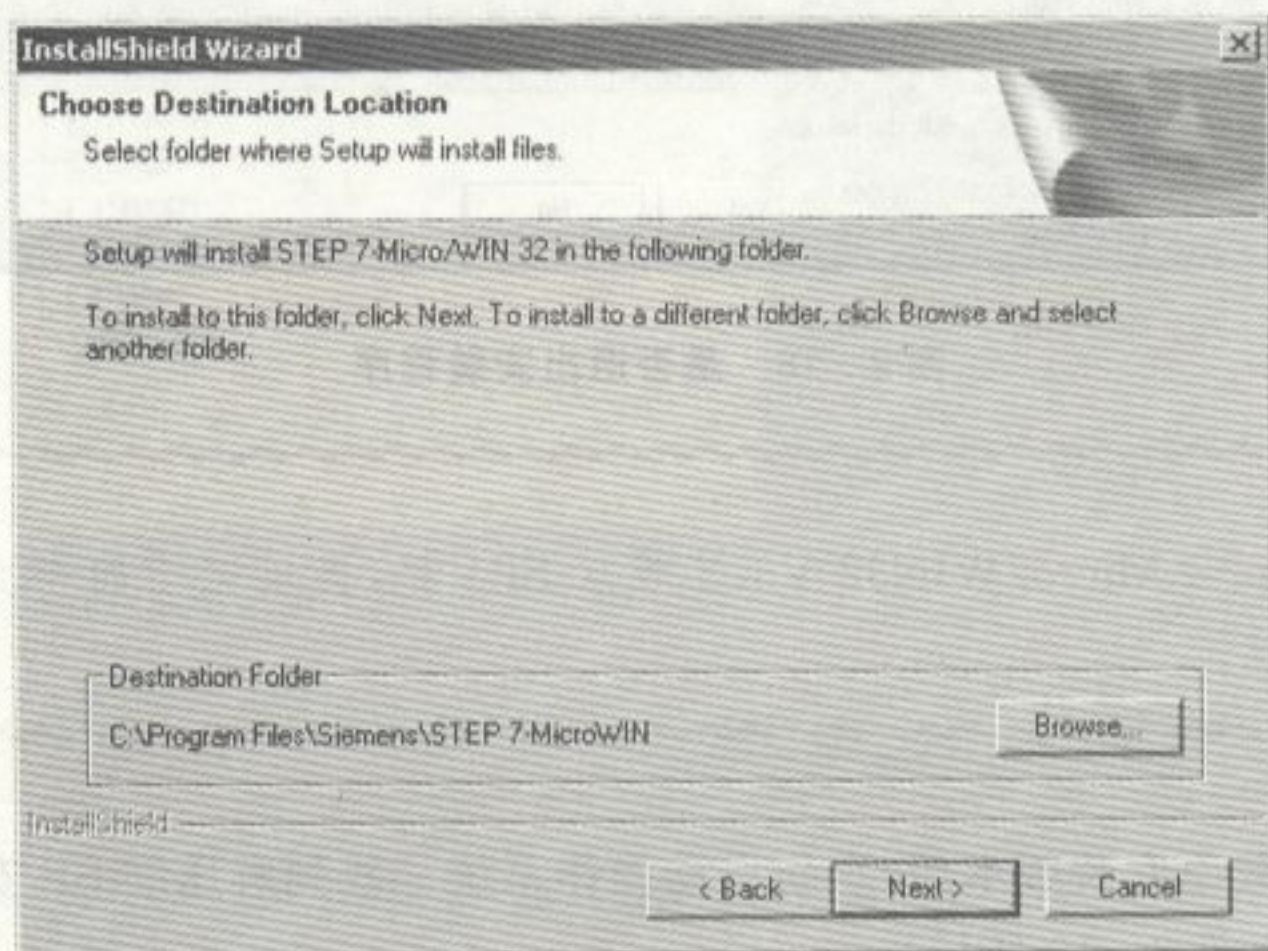 InstallShield Wizard
Choose Destination Location
Select folder where Setup will install files.
Setup will install STEP 7-Micro/WIN 32 in the following folder.
To install to this folder, click Next. To install to a different folder, click Browse and select
another folder.
Destination Folder
C:\Program Files\Siemens\STEP 7-MicroWIN
Browse...
InstallShield
< Back
Next >
Cancel